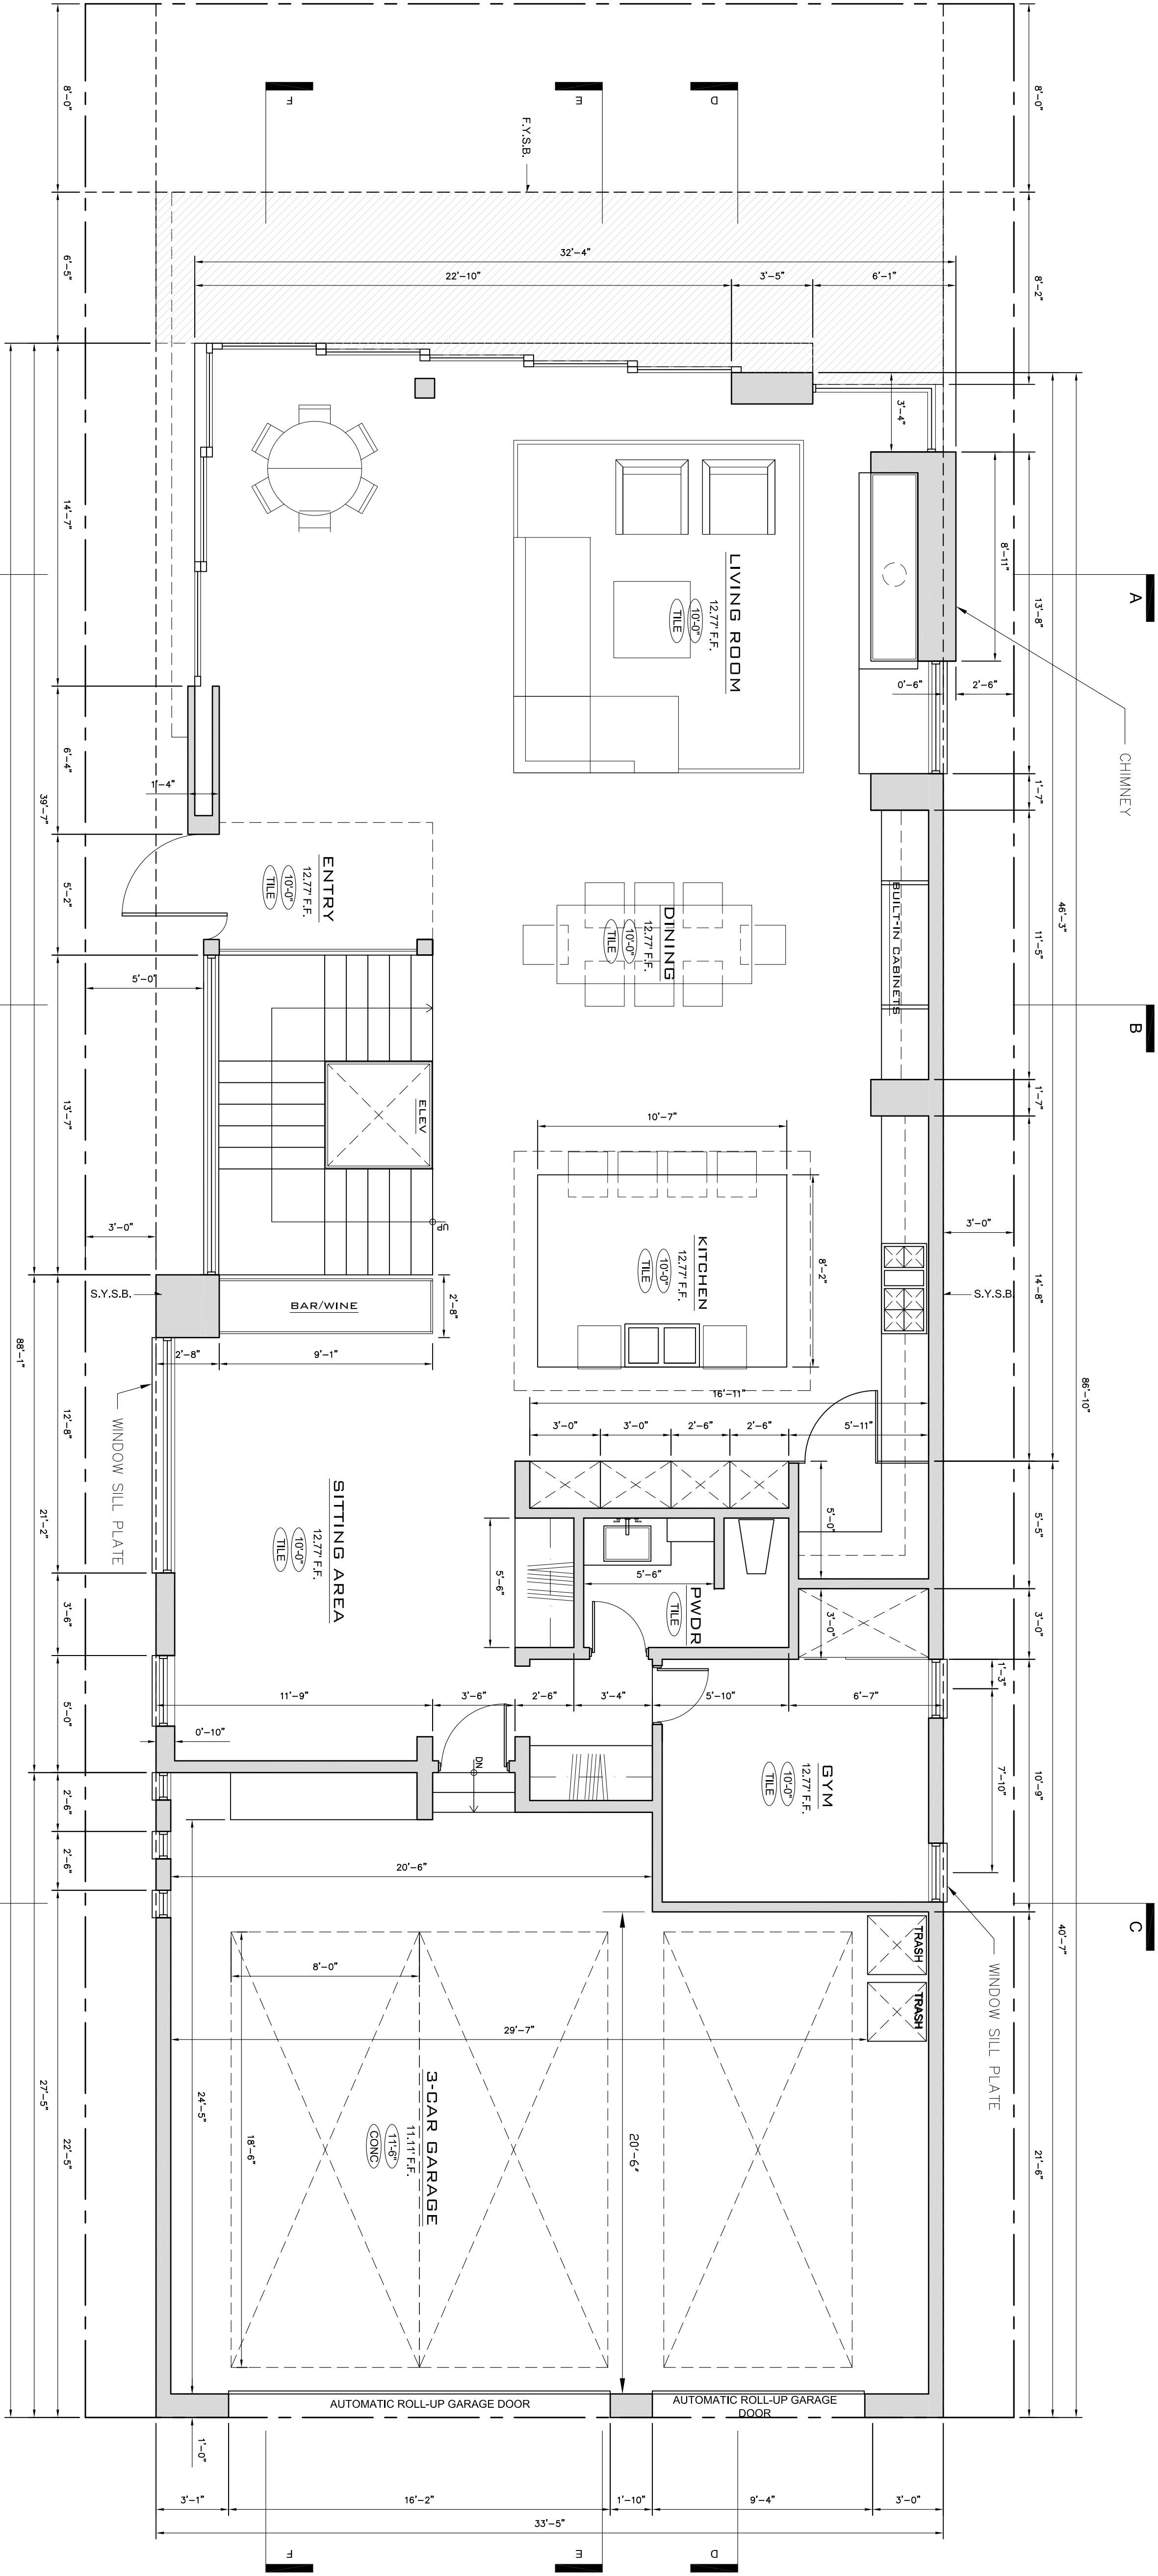 8'-0"
8'-0"
F
E
D
F.Y.S.B.
6'-5"
8'-2"
32'-4"
22'-10"
3'-5"
6'-1"
3'-4"
14'-7"
8'-11"
13'-8"
A
CHIMNEY
LIVING ROOM
12.77' F.F.
10'-0"
TILE
0'-6"
2'-6"
6'-4"
1'-4"
39'-7"
1'-7"
46'-3"
86'-10"
5'-2"
ENTRY
12.77' F.F.
10'-0"
TILE
DINING
12.77' F.F.
10'-0"
TILE
BUILT-IN CABINETS
11'-5"
B
5'-0"
13'-7"
ELEV
UP
10'-7"
1'-7"
3'-0"
3'-0"
KITCHEN
12.77' F.F.
10'-0"
TILE
8'-2"
14'-8"
S.Y.S.B.
S.Y.S.B
BAR/WINE
2'-8"
88'-1"
2'-8"
9'-1"
16'-11"
12'-8"
WINDOW SILL PLATE
3'-0"
3'-0"
2'-6"
2'-6"
5'-11"
21'-2"
SITTING AREA
12.77' F.F.
10'-0"
TILE
5'-0"
5'-5"
5'-6"
5'-6"
PWDR
TILE
3'-6"
3'-0"
3'-0"
5'-0"
11'-9"
3'-6"
2'-6"
3'-4"
5'-10"
6'-7"
1'-3"
0'-10"
DN
GYM
12.77' F.F.
10'-0"
TILE
7'-10"
10'-9"
2'-6"
2'-6"
20'-6"
C
40'-7"
WINDOW SILL PLATE
TRASH
TRASH
8'-0"
29'-7"
24'-5"
18'-6"
3-CAR GARAGE
11.11' F.F.
11'-6"
CONC
20'-6"
21'-6"
27'-5"
22'-5"
AUTOMATIC ROLL-UP GARAGE DOOR
AUTOMATIC ROLL-UP GARAGE
DOOR
1'-0"
3'-1"
16'-2"
1'-10"
9'-4"
3'-0"
33'-5"
F
E
D